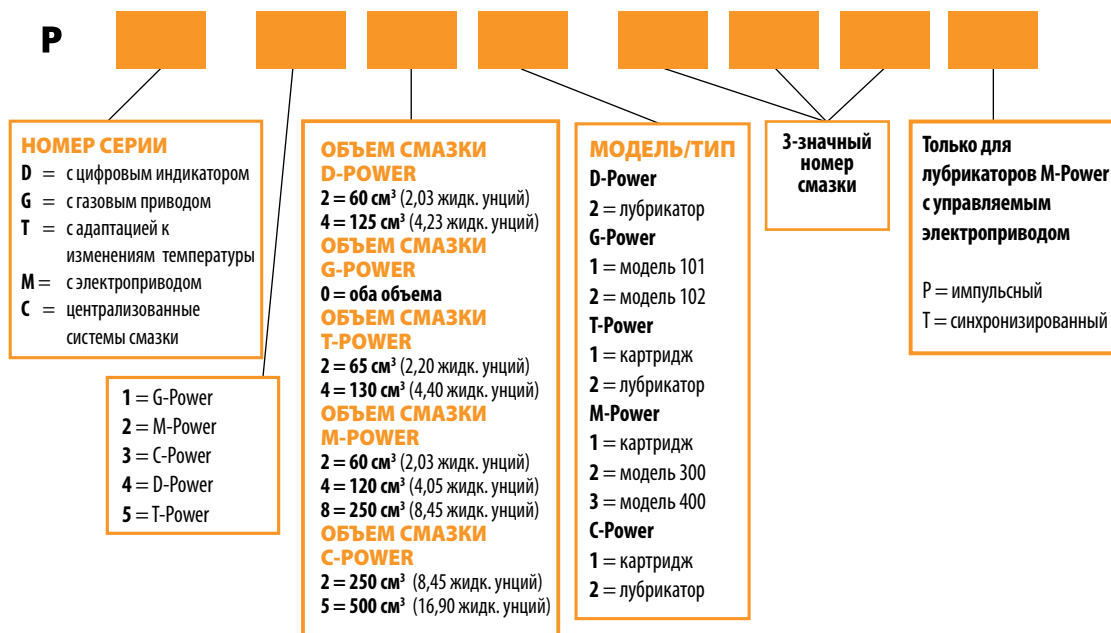 P
НОМЕР СЕРИИ
D = с цифровым индикатором
G = с газовым приводом
T = с адаптацией к
изменениям температуры
M = с электроприводом
C = централизованные
системы смазки
1 = G-Power
2 = M-Power
3 = C-Power
4 = D-Power
5 = T-Power
ОБЪЕМ СМАЗКИ
D-POWER
2 = 60 см³ (2,03 жидк. унций)
4 = 125 см³ (4,23 жидк. унций)
ОБЪЕМ СМАЗКИ
G-POWER
0 = оба объема
ОБЪЕМ СМАЗКИ
T-POWER
2 = 65 см³ (2,20 жидк. унций)
4 = 130 см³ (4,40 жидк. унций)
ОБЪЕМ СМАЗКИ
M-POWER
2 = 60 см³ (2,03 жидк. унций)
4 = 120 см³ (4,05 жидк. унций)
8 = 250 см³ (8,45 жидк. унций)
ОБЪЕМ СМАЗКИ
C-POWER
2 = 250 см³ (8,45 жидк. унций)
5 = 500 см³ (16,90 жидк. унций)
МОДЕЛЬ/ТИП
D-Power
2 = лубрикатор
G-Power
1 = модель 101
2 = модель 102
T-Power
1 = картридж
2 = лубрикатор
M-Power
1 = картридж
2 = модель 300
3 = модель 400
C-Power
1 = картридж
2 = лубрикатор
3-значный
номер
смазки
Только для
лубрикаторов M-Power
с управляемым
электроприводом
P = импульсный
T = синхронизированный